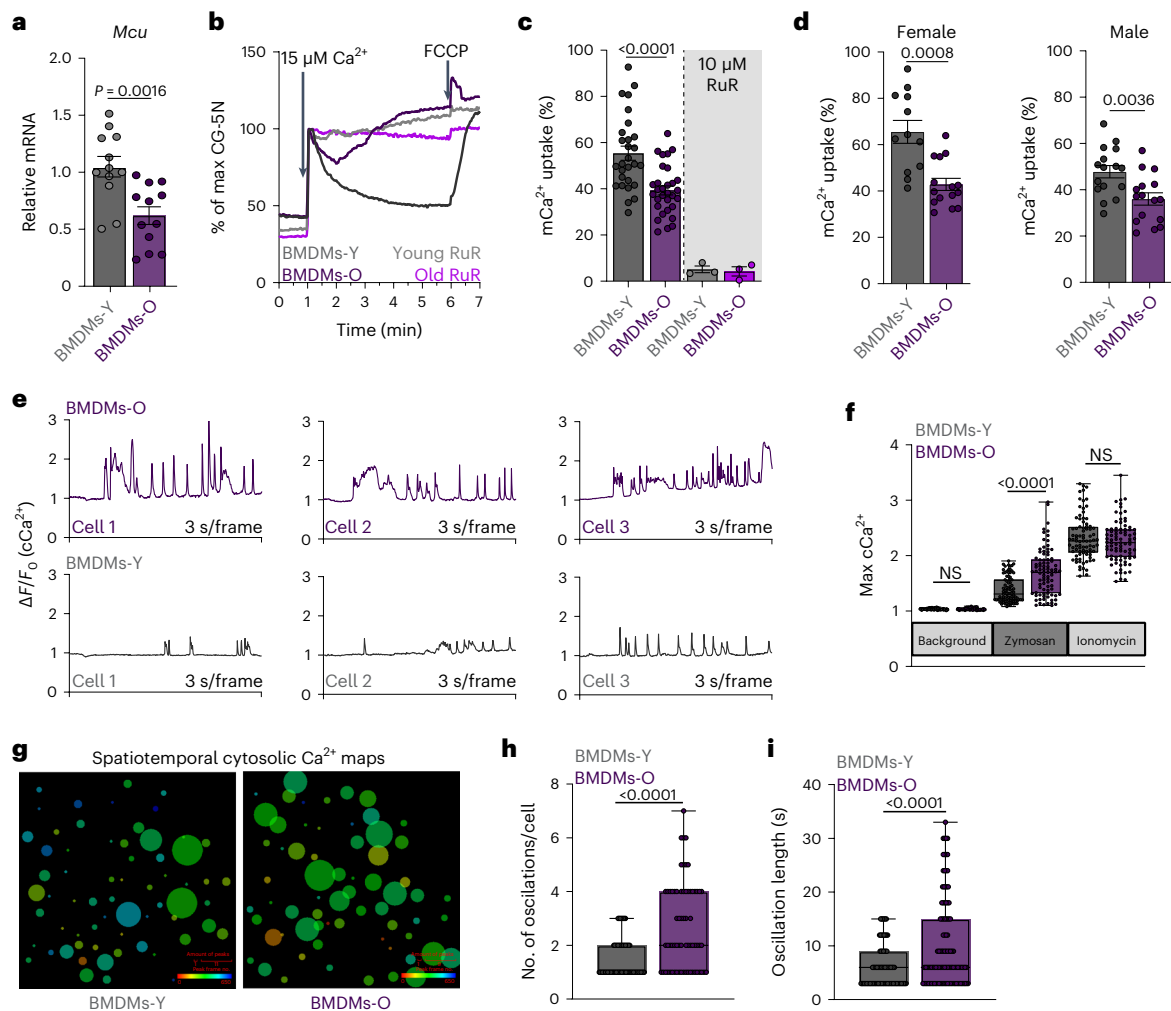 a
Mcu
Relative mRNA
2.0
1.5
1.0
0.5
0
P = 0.0016
BMDMs-Y
BMDMs-O
b
% of max CG-5N
150
100
50
0
15 µM Ca²⁺
FCCP
BMDMs-Y
Young RuR
BMDMs-O
Old RuR
0 1 2 3 4 5 6 7
Time (min)
c
mCa²⁺ uptake (%)
100
80
60
40
20
0
<0.0001
10 µM
RuR
BMDMs-Y
BMDMs-O
BMDMs-Y
BMDMs-O
d
Female
mCa²⁺ uptake (%)
100
80
60
40
20
0
0.0008
BMDMs-Y
BMDMs-O
Male
mCa²⁺ uptake (%)
100
80
60
40
20
0
0.0036
BMDMs-Y
BMDMs-O
e
ΔF/F₀ (cCa²⁺)
BMDMs-O
3
2
1
0
Cell 1
3 s/frame
3
2
1
0
Cell 2
3 s/frame
3
2
1
0
Cell 3
3 s/frame
BMDMs-Y
3
2
1
0
Cell 1
3 s/frame
3
2
1
0
Cell 2
3 s/frame
3
2
1
0
Cell 3
3 s/frame
f
BMDMs-Y
BMDMs-O
Max cCa²⁺
4
3
2
1
0
NS
<0.0001
NS
Background
Zymosan
Ionomycin
g
Spatiotemporal cytosolic Ca²⁺ maps
Amount of peaks
BMDMs-Y
Amount of peaks
BMDMs-O
h
BMDMs-Y
BMDMs-O
<0.0001
No. of oscilations/cell
8
6
4
2
0
i
BMDMs-Y
BMDMs-O
<0.0001
Oscillation length (s)
40
30
20
10
0